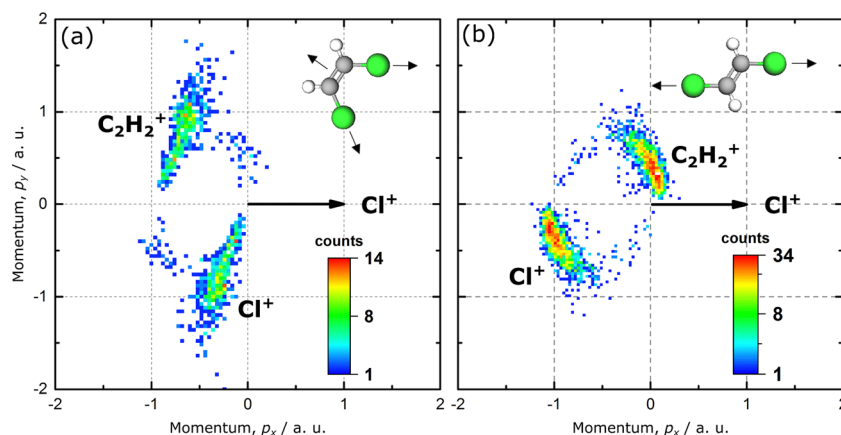 (a)
C₂H₂⁺
Cl⁺
Cl⁺
counts
14
8
1
2
1
0
-1
-2
-2
-1
0
1
2
Momentum, pᵧ / a. u.
Momentum, pₓ / a. u.
(b)
C₂H₂⁺
Cl⁺
Cl⁺
counts
34
8
1
-2
-1
0
1
2
Momentum, pₓ / a. u.